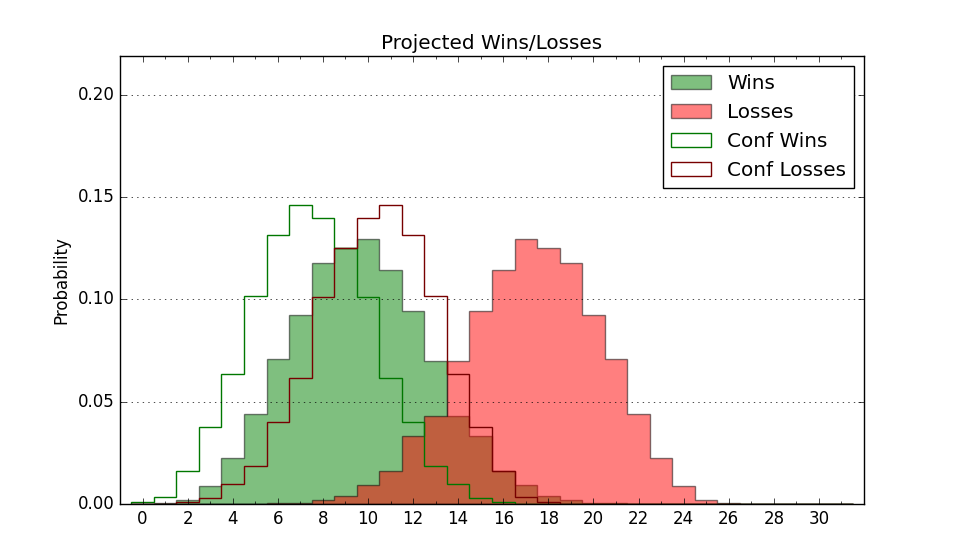 Projected Wins/Losses
Wins
Losses
Conf Wins
Conf Losses
Probability
0.20
0.15
0.10
0.05
0.00
0 2 4 6 8 10 12 14 16 18 20 22 24 26 28 30